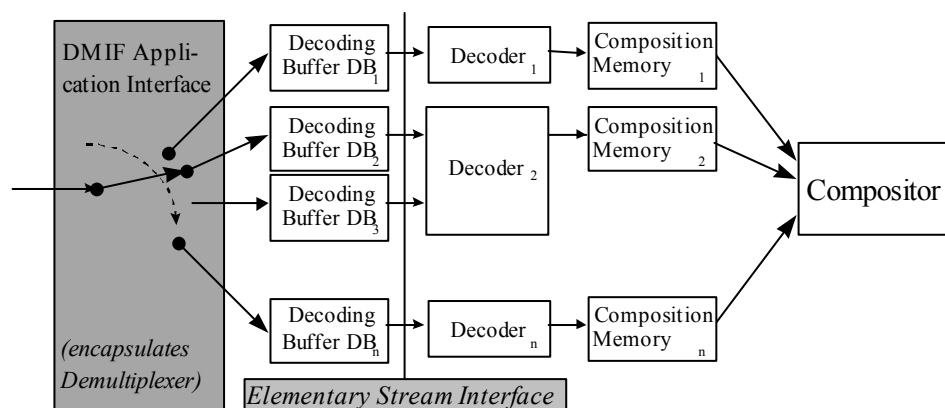 DMIF Appli-
cation Interface
(encapsulates
Demultiplexer)
Decoding
Buffer DB1
Decoding
Buffer DB2
Decoding
Buffer DB3
Decoding
Buffer DBn
Elementary Stream Interface
Decoder 1
Decoder 2
Decoder n
Composition
Memory 1
Composition
Memory 2
Composition
Memory n
Compositor